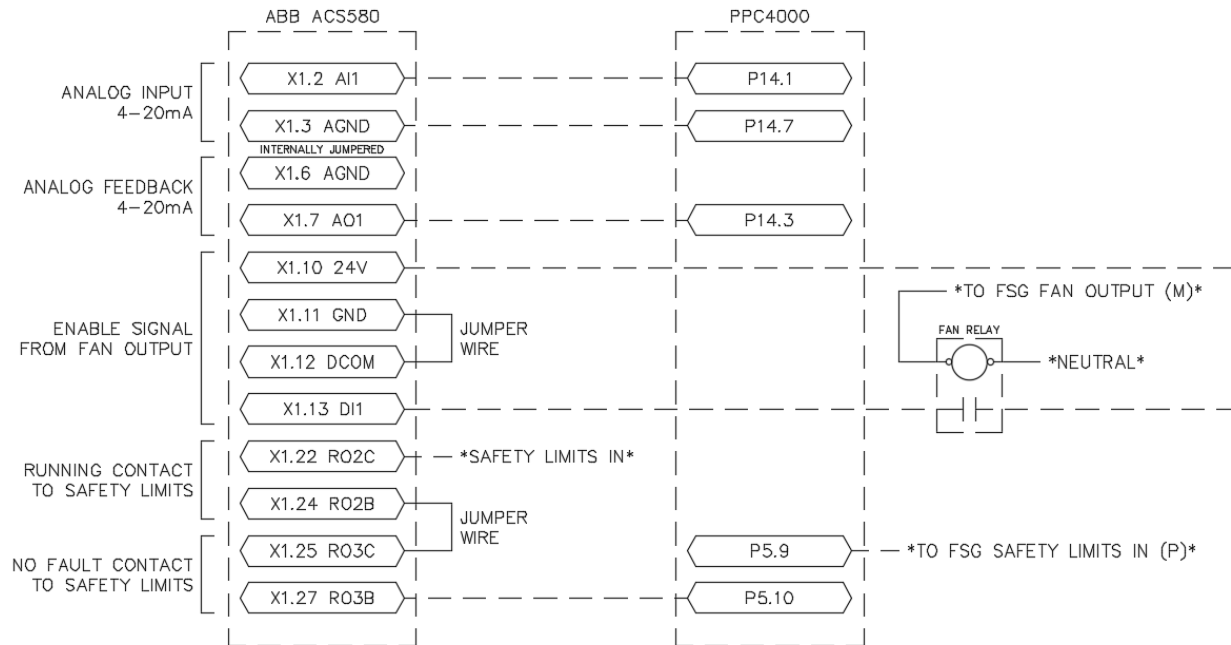 ABB ACS580
PPC4000
ANALOG INPUT
4-20mA
X1.2 AI1
P14.1
X1.3 AGND
P14.7
INTERNALLY JUMPERED
ANALOG FEEDBACK
4-20mA
X1.6 AGND
X1.7 AO1
P14.3
ENABLE SIGNAL
FROM FAN OUTPUT
X1.10 24V
X1.11 GND
X1.12 DCOM
JUMPER
WIRE
X1.13 DI1
*TO FSG FAN OUTPUT (M)*
FAN RELAY
*NEUTRAL*
RUNNING CONTACT
TO SAFETY LIMITS
X1.22 RO2C
*SAFETY LIMITS IN*
X1.24 RO2B
JUMPER
WIRE
NO FAULT CONTACT
TO SAFETY LIMITS
X1.25 RO3C
P5.9
*TO FSG SAFETY LIMITS IN (P)*
X1.27 RO3B
P5.10